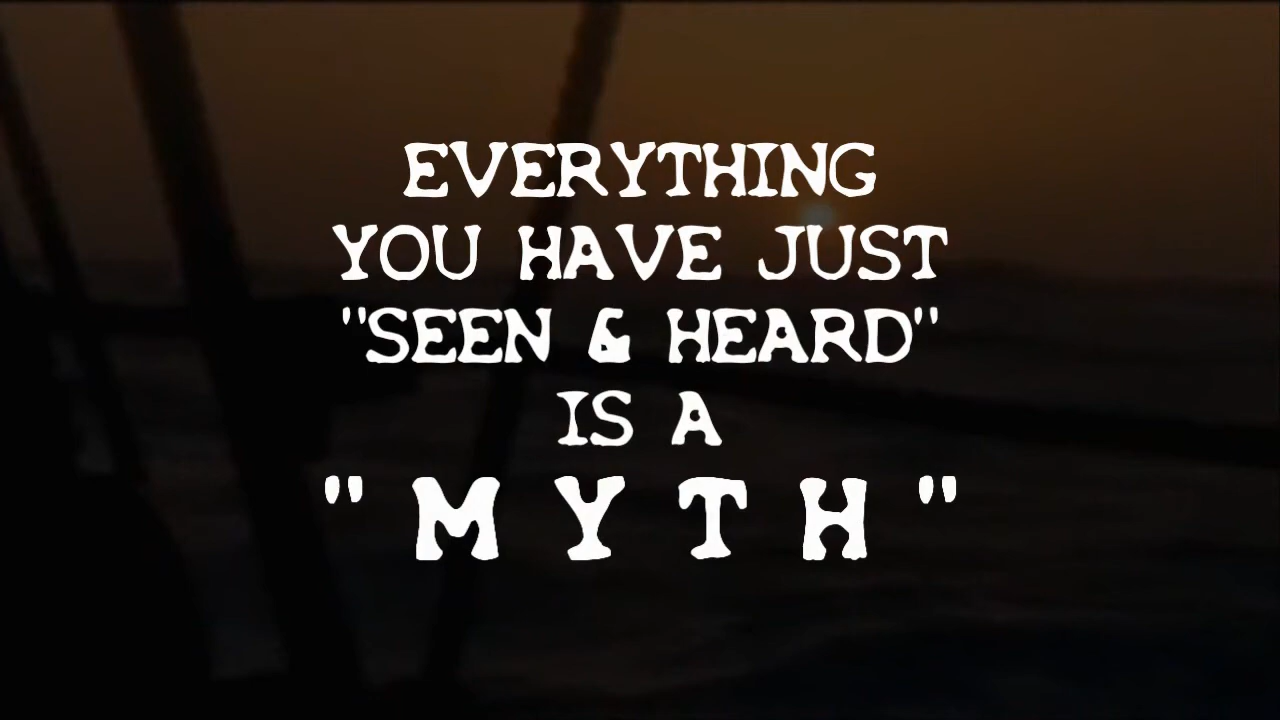 EVERYTHING
YOU HAVE JUST
"SEEN & HEARD"
IS A
" M Y T H "